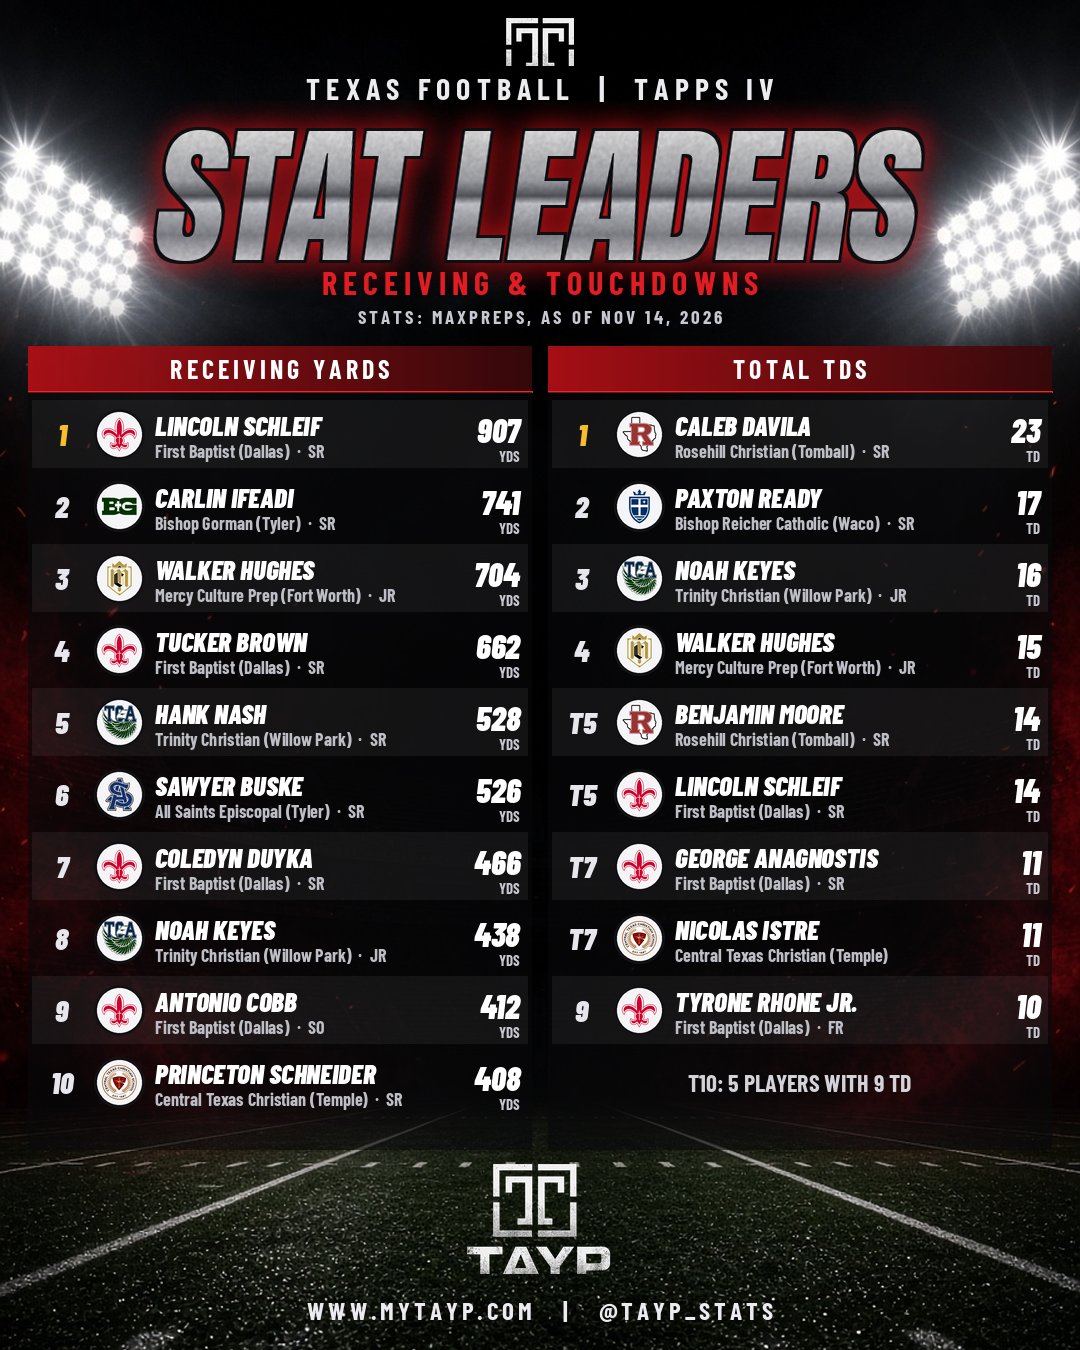 TEXAS FOOTBALL | TAPPS IV
STAT LEADERS
RECEIVING & TOUCHDOWNS
STATS: MAXPREPS, AS OF NOV 14, 2026
RECEIVING YARDS
1 LINCOLN SCHLEIF 907
First Baptist (Dallas) · SR YDS
2 CARLIN IFEADI 741
Bishop Gorman (Tyler) · SR YDS
3 WALKER HUGHES 704
Mercy Culture Prep (Fort Worth) · JR YDS
4 TUCKER BROWN 662
First Baptist (Dallas) · SR YDS
5 HANK NASH 528
Trinity Christian (Willow Park) · SR YDS
6 SAWYER BUSKE 526
All Saints Episcopal (Tyler) · SR YDS
7 COLEDYN DUYKA 466
First Baptist (Dallas) · SR YDS
8 NOAH KEYES 438
Trinity Christian (Willow Park) · JR YDS
9 ANTONIO COBB 412
First Baptist (Dallas) · SO YDS
10 PRINCETON SCHNEIDER 408
Central Texas Christian (Temple) · SR YDS
TOTAL TDS
1 CALEB DAVILA 23
Rosehill Christian (Tomball) · SR TD
2 PAXTON READY 17
Bishop Reicher Catholic (Waco) · SR TD
3 NOAH KEYES 16
Trinity Christian (Willow Park) · JR TD
4 WALKER HUGHES 15
Mercy Culture Prep (Fort Worth) · JR TD
T5 BENJAMIN MOORE 14
Rosehill Christian (Tomball) · SR TD
T5 LINCOLN SCHLEIF 14
First Baptist (Dallas) · SR TD
T7 GEORGE ANAGNOSTIS 11
First Baptist (Dallas) · SR TD
T7 NICOLAS ISTRE 11
Central Texas Christian (Temple) TD
9 TYRONE RHONE JR. 10
First Baptist (Dallas) · FR TD
T10: 5 PLAYERS WITH 9 TD
TAYP
WWW.MYTAYP.COM | @TAYP_STATS